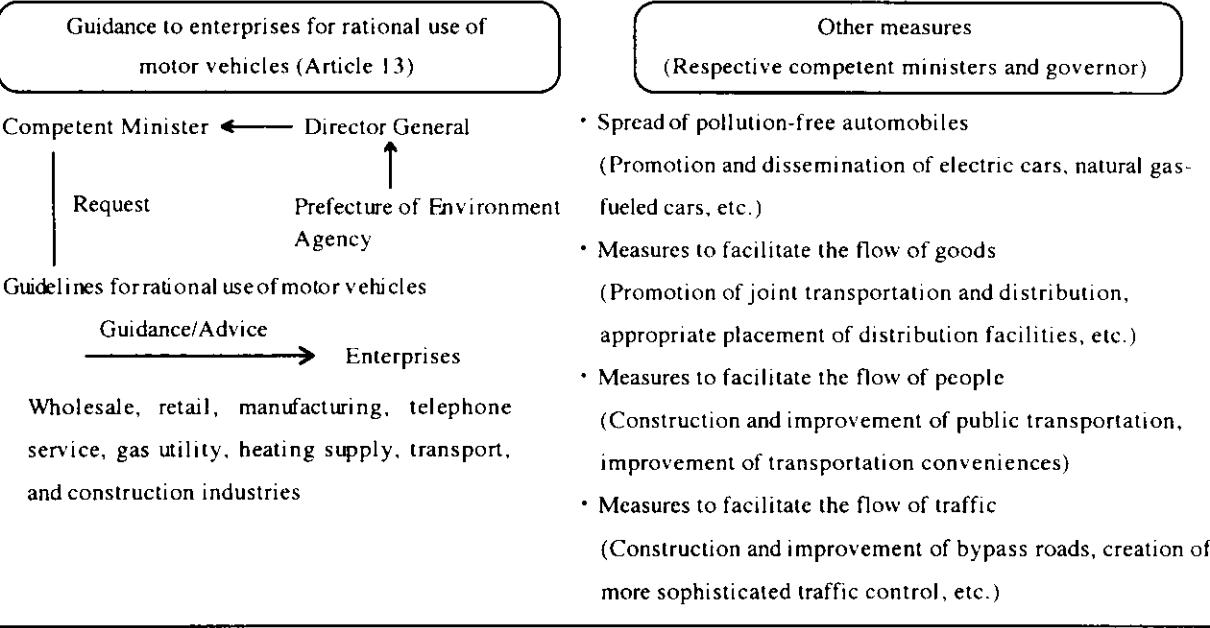 Guidance to enterprises for rational use of
motor vehicles (Article 13)
Competent Minister
Director General
Request
Prefecture of Environment
Agency
Guidelines for rational use of motor vehicles
Guidance/Advice
Enterprises
Wholesale, retail, manufacturing, telephone
service, gas utility, heating supply, transport,
and construction industries
Other measures
(Respective competent ministers and governor)
・Spread of pollution-free automobiles
(Promotion and dissemination of electric cars, natural gas-
fueled cars, etc.)
・Measures to facilitate the flow of goods
(Promotion of joint transportation and distribution,
appropriate placement of distribution facilities, etc.)
・Measures to facilitate the flow of people
(Construction and improvement of public transportation,
improvement of transportation conveniences)
・Measures to facilitate the flow of traffic
(Construction and improvement of bypass roads, creation of
more sophisticated traffic control, etc.)